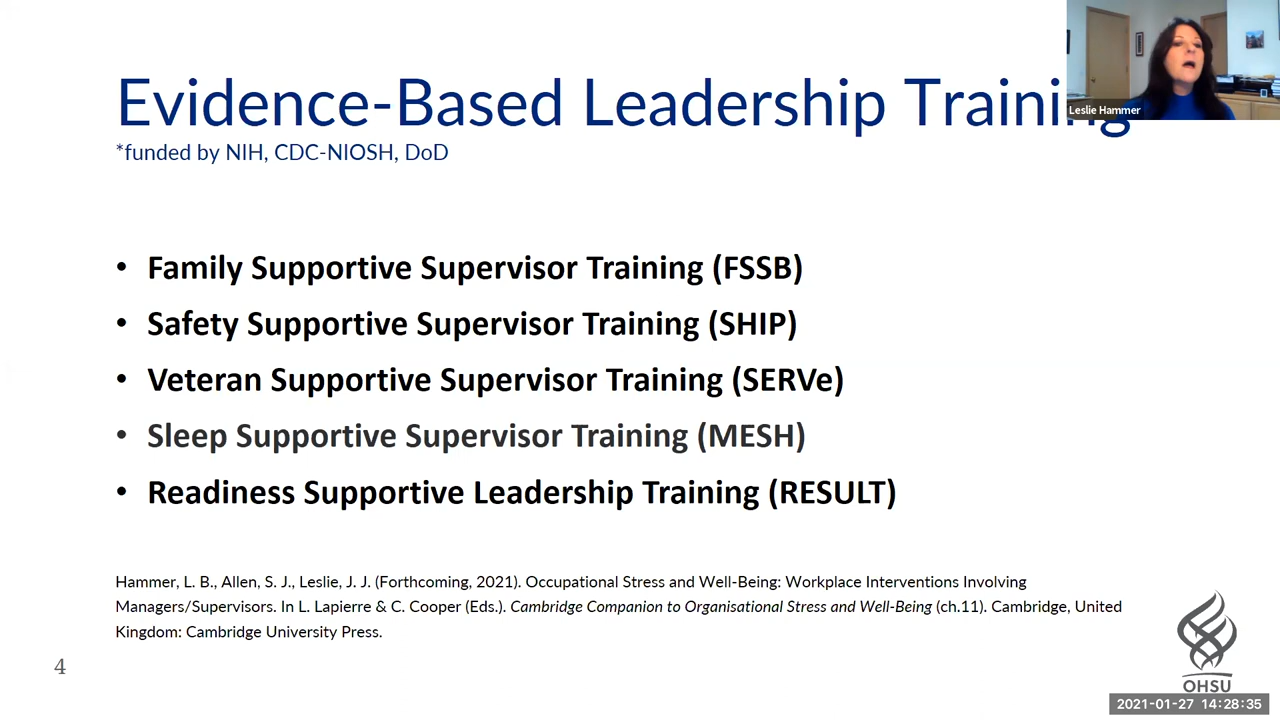 Evidence-Based Leadership Training
Leslie Hammer
*funded by NIH, CDC-NIOSH, DoD
• Family Supportive Supervisor Training (FSSB)
• Safety Supportive Supervisor Training (SHIP)
• Veteran Supportive Supervisor Training (SERVe)
• Sleep Supportive Supervisor Training (MESH)
• Readiness Supportive Leadership Training (RESULT)
Hammer, L. B., Allen, S. J., Leslie, J. J. (Forthcoming, 2021). Occupational Stress and Well-Being: Workplace Interventions Involving
Managers/Supervisors. In L. Lapierre & C. Cooper (Eds.). Cambridge Companion to Organisational Stress and Well-Being (ch.11). Cambridge, United
Kingdom: Cambridge University Press.
4
OHSU
2021-01-27 14:28:35